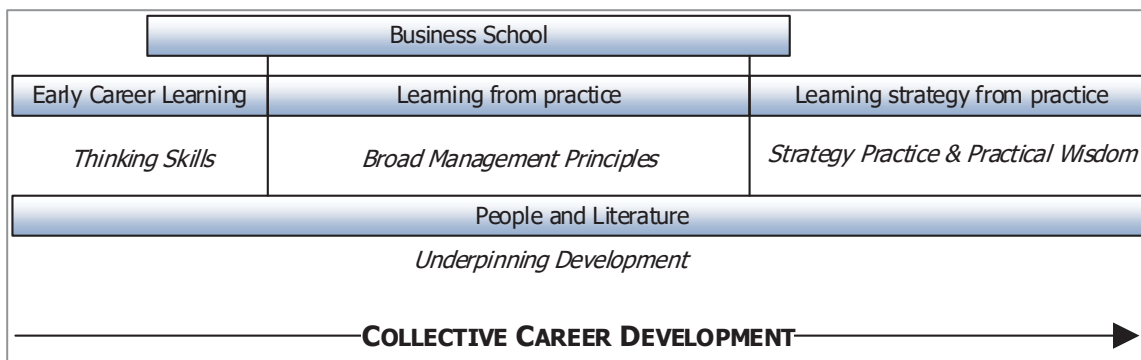 Business School
Early Career Learning
Learning from practice
Learning strategy from practice
Thinking Skills
Broad Management Principles
Strategy Practice & Practical Wisdom
People and Literature
Underpinning Development
COLLECTIVE CAREER DEVELOPMENT